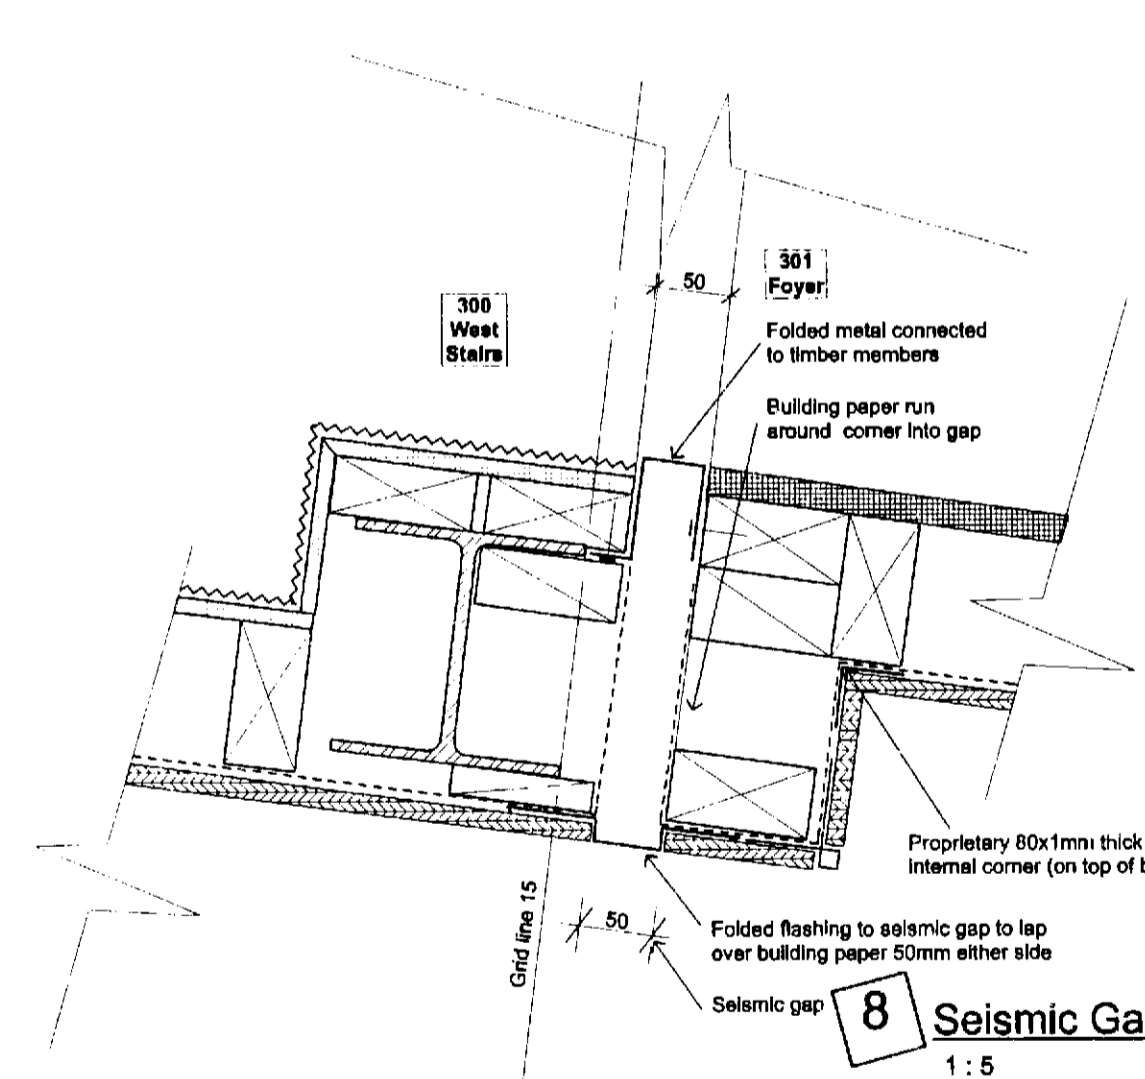 301
Foyer
50
300
West
Stairs
Folded metal connected
to timber members
Building paper run
around corner into gap
Proprietary 80x1mm thick
internal corner (on top of b
Grid line 15
50
Folded flashing to seismic gap to lap
over building paper 50mm either side
Seismic gap
8
Seismic Ga
1 : 5